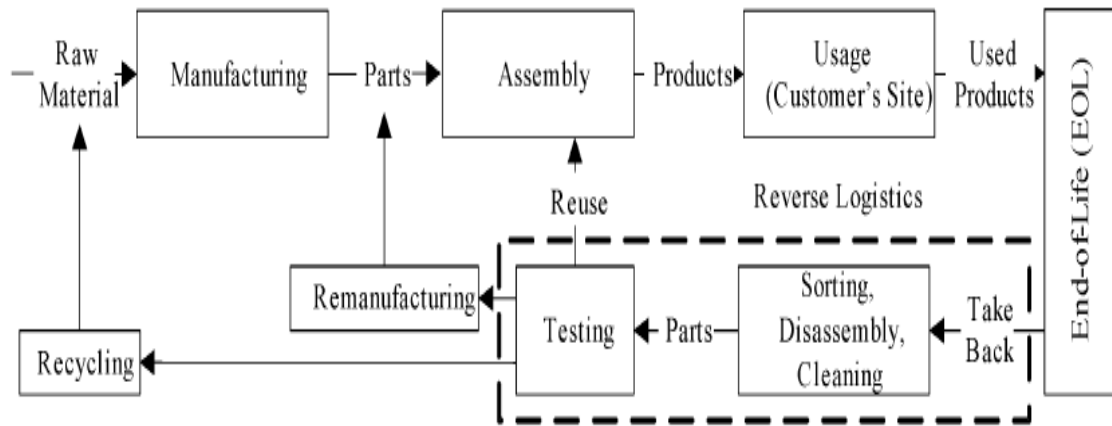 Raw
Material
Manufacturing
Parts
Assembly
Products
Usage
(Customer's Site)
Used
Products
End-of-Life (EOL)
Reuse
Reverse Logistics
Remanufacturing
Recycling
Testing
Parts
Sorting,
Disassembly,
Cleaning
Take
Back